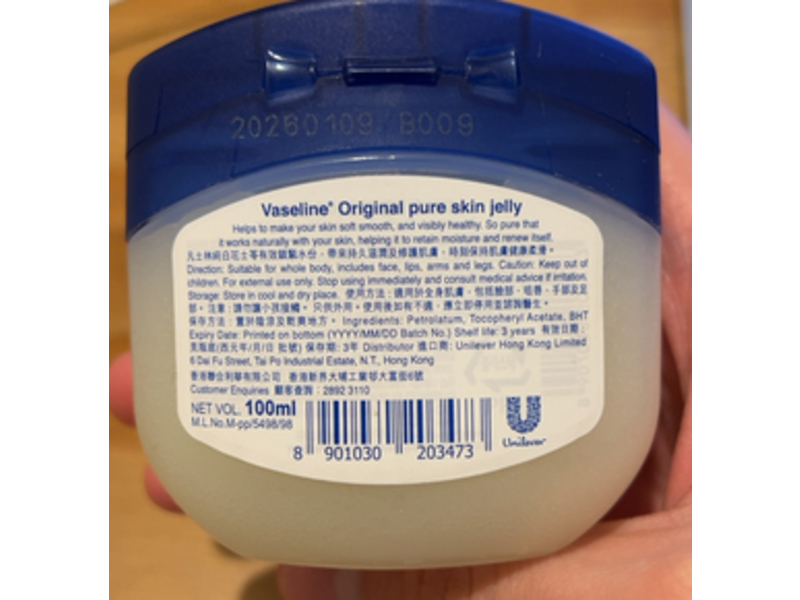 20260109 B009
Vaseline® Original pure skin jelly
Helps to make your skin soft smooth, and visibly healthy. So pure that
it works naturally with your skin, helping it to retain moisture and renew itself.
凡士林純白花士苓有效鎖緊水份，帶來持久滋潤及修護肌膚，時刻保持肌膚健康柔滑。
Direction: Suitable for whole body, includes face, lips, arms and legs. Caution: Keep out of
children. For external use only. Stop using immediately and consult medical advice if irritation.
Storage: Store in cool and dry place. 使用方法：適用於全身肌膚，包括臉部、咀唇、手部及足
部。注意：請勿讓小孩接觸。只供外用。使用後如有不適，應立即停用並諮詢醫生。
保存方法：置於陰涼及乾爽地方。 Ingredients: Petrolatum, Tocopheryl Acetate, BHT
Expiry Date: Printed on bottom (YYYY/MM/DD Batch No.) Shelf life: 3 years 有效日期：
見瓶底(西元年/月/日 批號) 保存期: 3年 Distributor 進口商: Unilever Hong Kong Limited
6 Dai Fu Street, Tai Po Industrial Estate, N.T., Hong Kong
香港聯合利華有限公司 香港新界大埔工業邨大富街6號
Customer Enquiries 顧客查詢：2892 3110
NET VOL. 100ml
M.L.No.M-pp/5498/98
8 901030 203473
Unilever